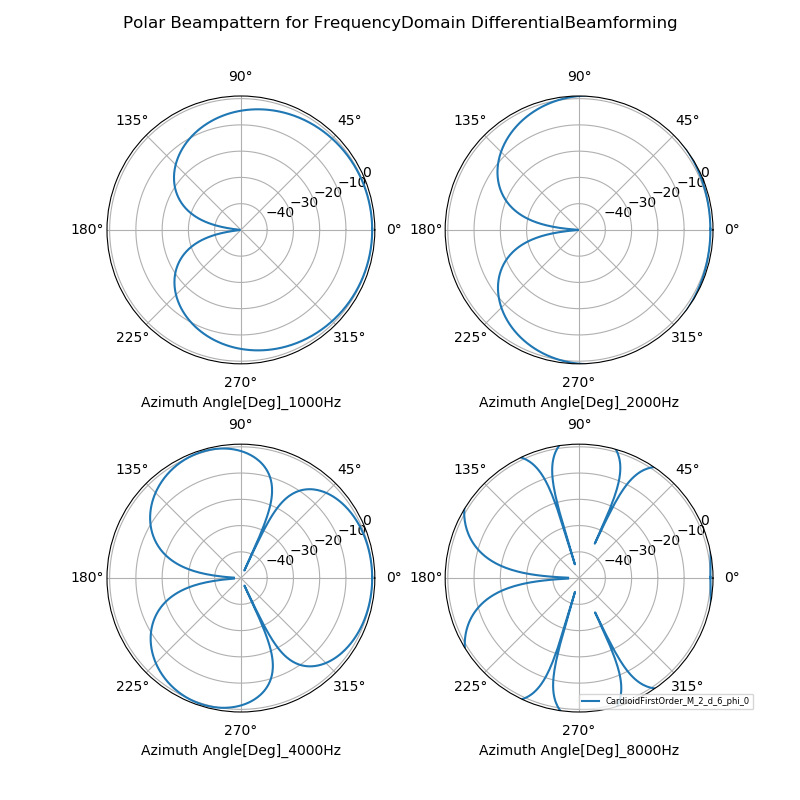 Polar Beampattern for FrequencyDomain DifferentialBeamforming
90° 90°
135° 45° 135° 45°
0 0
−10 −10
−20 −20
−30 −30
−40 −40
180° 0° 180° 0°
225° 315° 225° 315°
270° 270°
Azimuth Angle[Deg]_1000Hz Azimuth Angle[Deg]_2000Hz
90° 90°
135° 45° 135° 45°
0 0
−10 −10
−20 −20
−30 −30
−40 −40
180° 0° 180° 0°
225° 315° 225° 315°
CardioidFirstOrder_M_2_d_6_phi_0
270° 270°
Azimuth Angle[Deg]_4000Hz Azimuth Angle[Deg]_8000Hz